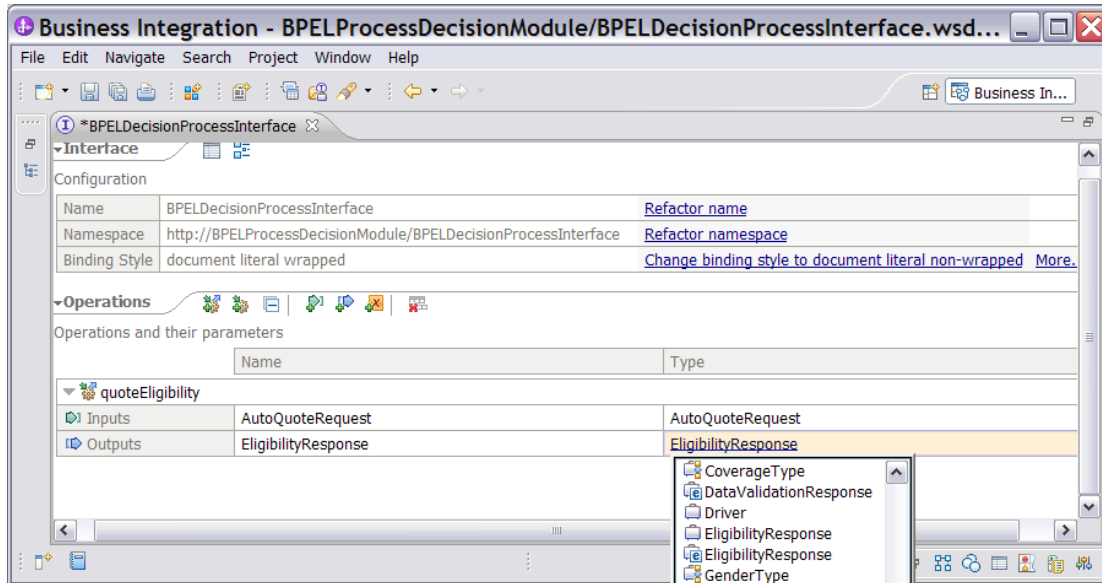 Business Integration - BPELProcessDecisionModule/BPELDecisionProcessInterface.wsd...
File Edit Navigate Search Project Window Help
Business In...
*BPELDecisionProcessInterface
Interface
Configuration
Name BPELDecisionProcessInterface Refactor name
Namespace http://BPELProcessDecisionModule/BPELDecisionProcessInterface Refactor namespace
Binding Style document literal wrapped Change binding style to document literal non-wrapped More.
Operations
Operations and their parameters
Name Type
quoteEligibility
Inputs AutoQuoteRequest AutoQuoteRequest
Outputs EligibilityResponse EligibilityResponse
CoverageType
DataValidationResponse
Driver
EligibilityResponse
EligibilityResponse
GenderType